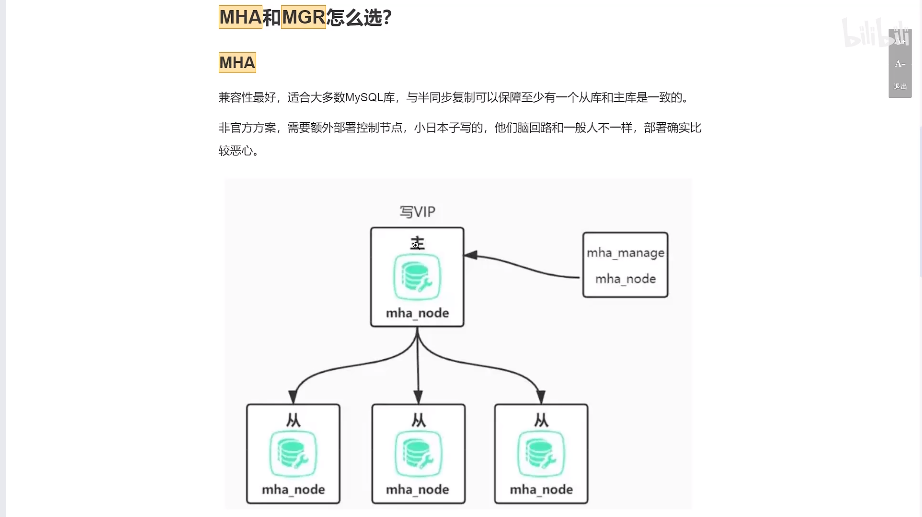 MHA和MGR怎么选?
bilibili
MHA
A-
兼容性最好，适合大多数MySQL库，与半同步复制可以保障至少有一个从库和主库是一致的。
非官方方案，需要额外部署控制节点，小日本子写的，他们脑回路和一般人不一样，部署确实比
较恶心。
写VIP
主
mha_node
mha_manage
mha_node
从
mha_node
从
mha_node
从
mha_node